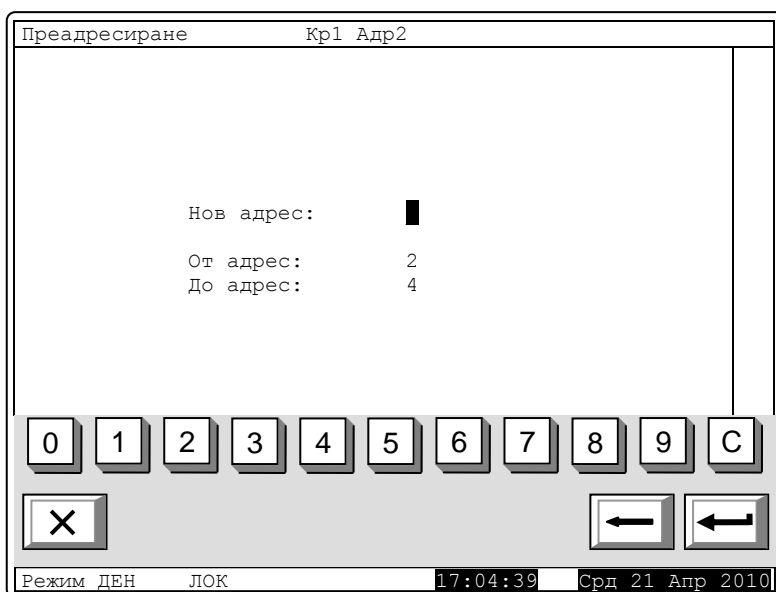 Преадресиране Кр1 Адр2
Нов адрес:
От адрес: 2
До адрес: 4
0 1 2 3 4 5 6 7 8 9 C
Режим ДЕН ЛОК 17:04:39 Срд 21 Апр 2010